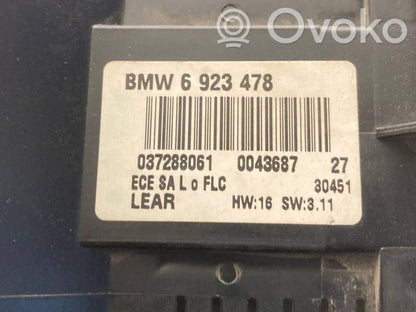 Ovoko
BMW 6 923 478
037288061 0043687 27
ECE SA L o FLC 30451
LEAR HW:16 SW:3.11